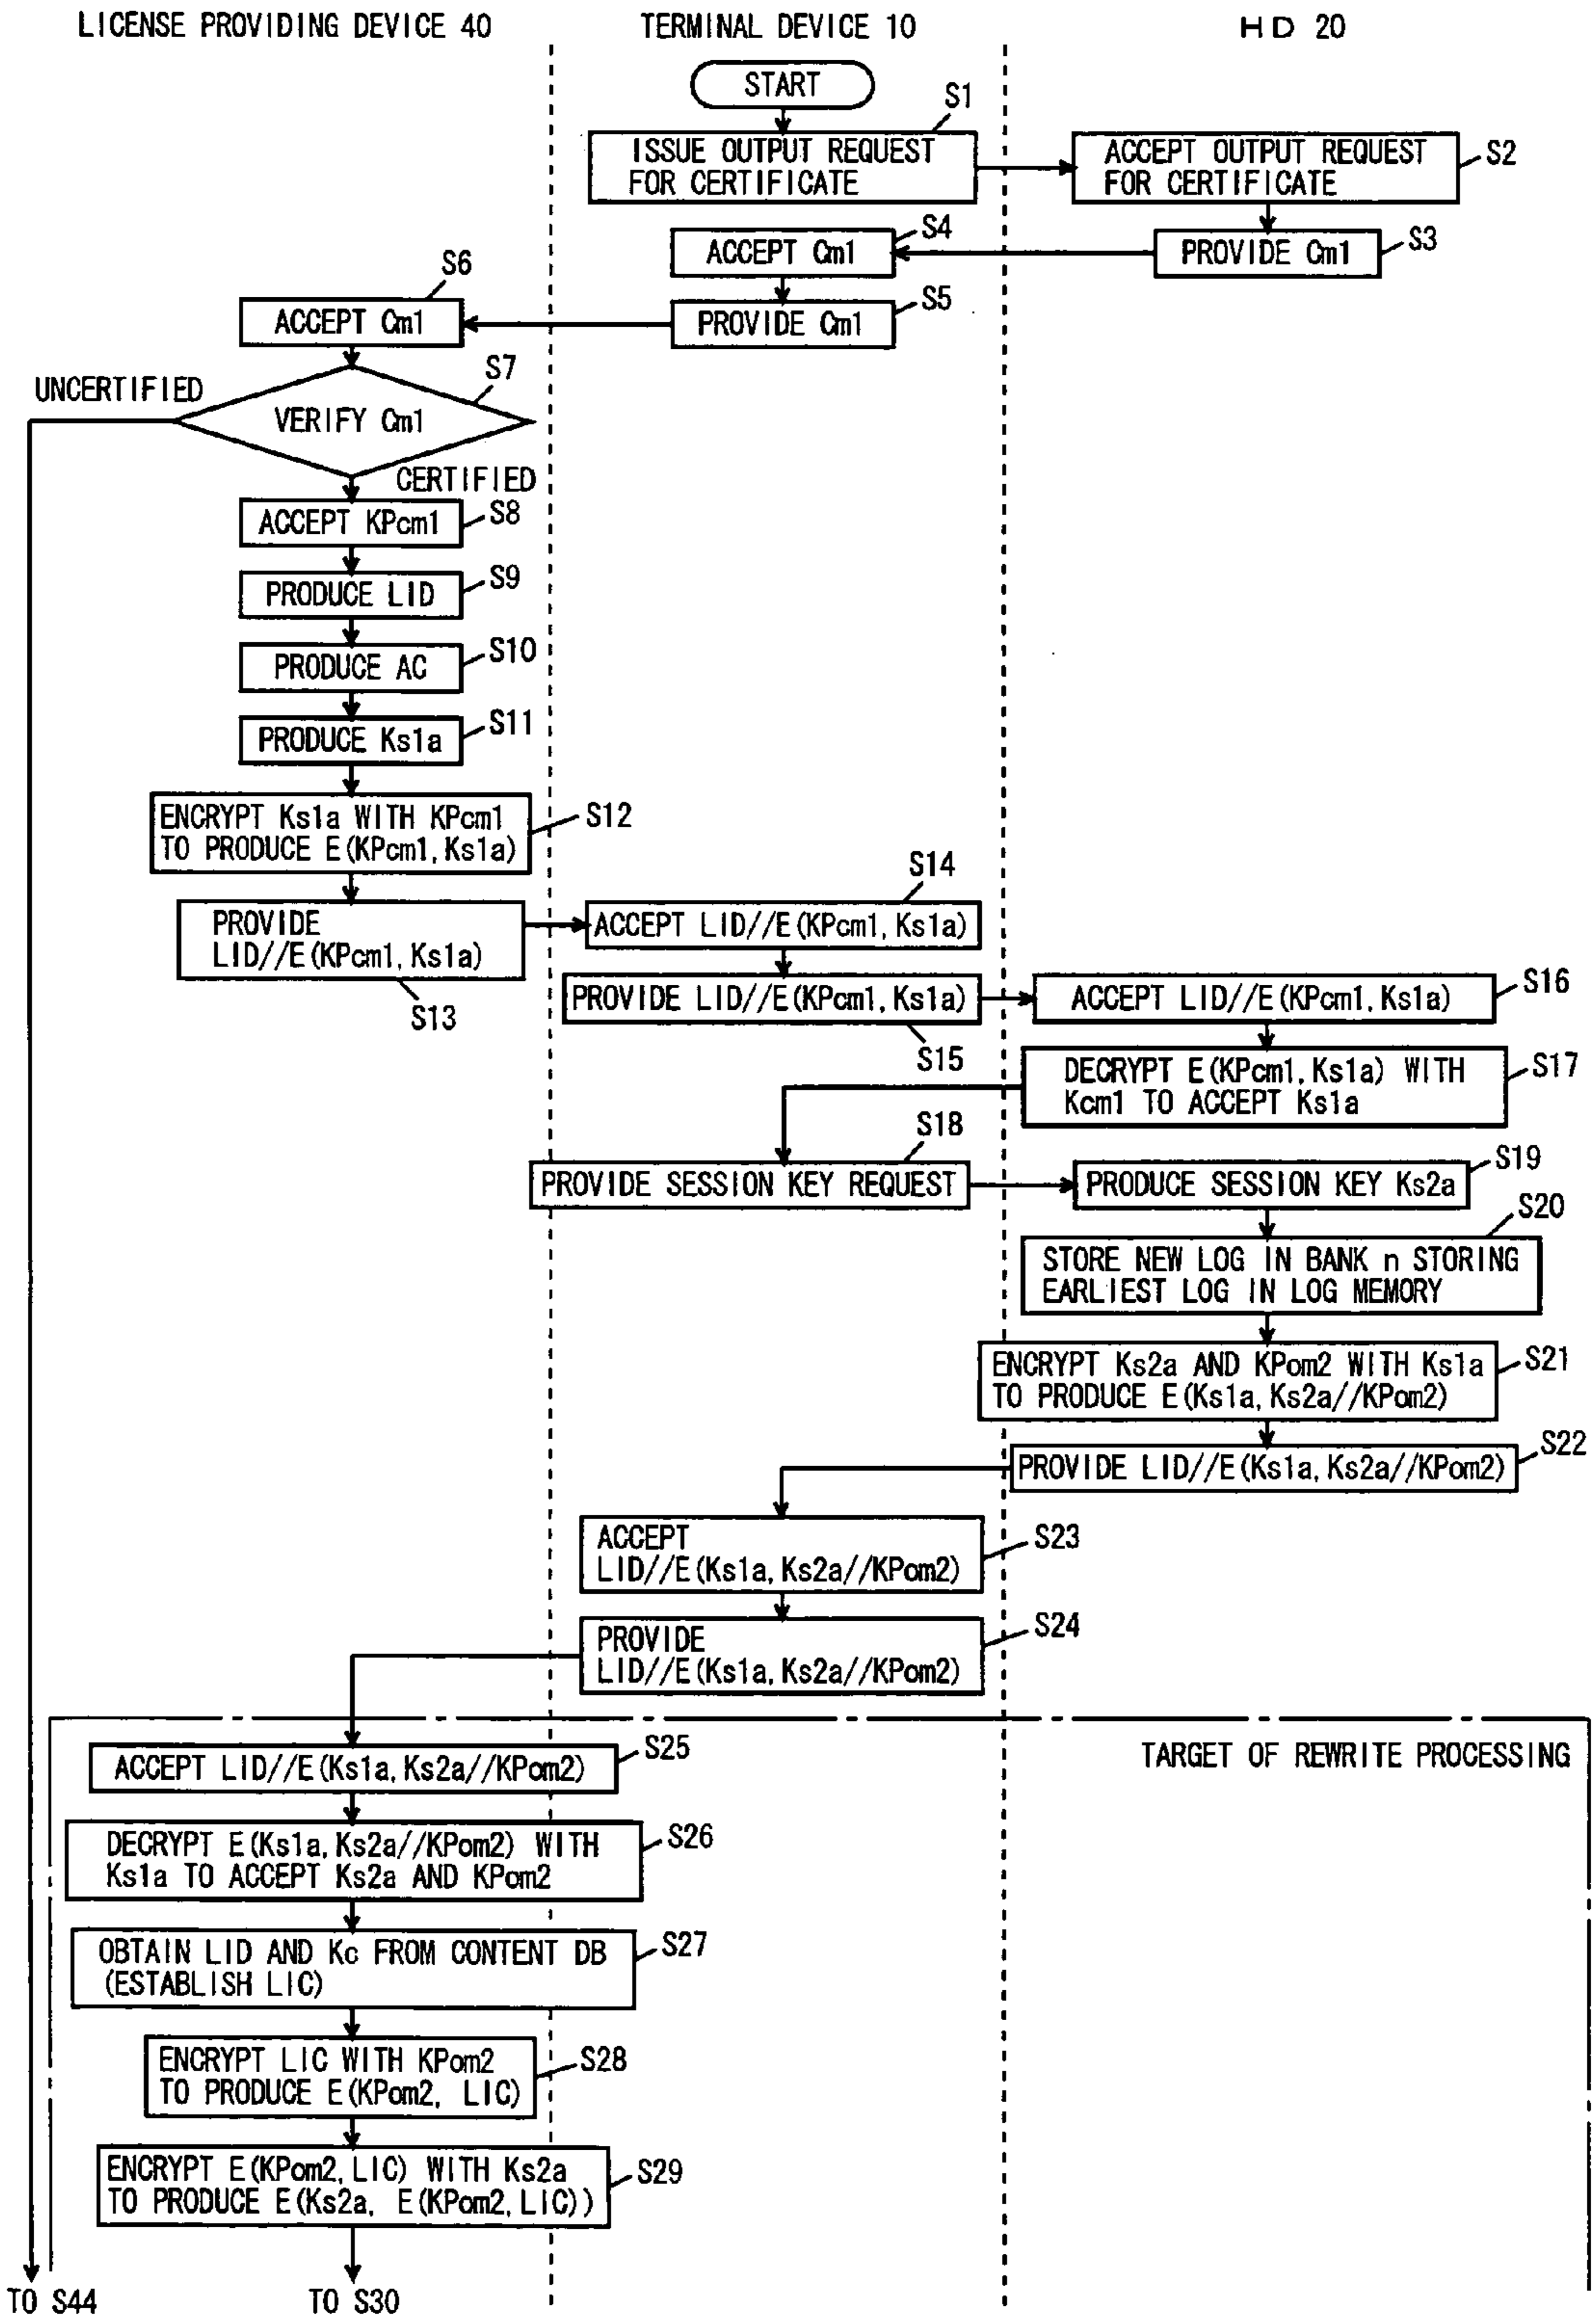 LICENSE PROVIDING DEVICE 40
TERMINAL DEVICE 10
HD 20
START
S1
ISSUE OUTPUT REQUEST
FOR CERTIFICATE
ACCEPT OUTPUT REQUEST
FOR CERTIFICATE
S2
S4
ACCEPT Cm1
PROVIDE Cm1
S3
S6
ACCEPT Cm1
S5
PROVIDE Cm1
UNCERTIFIED
S7
VERIFY Cm1
CERTIFIED
ACCEPT KPcm1
S8
PRODUCE LID
S9
PRODUCE AC
S10
PRODUCE Ks1a
S11
ENCRYPT Ks1a WITH KPcm1
TO PRODUCE E(KPcm1, Ks1a)
S12
PROVIDE
LID//E(KPcm1, Ks1a)
S13
S14
ACCEPT LID//E(KPcm1, Ks1a)
PROVIDE LID//E(KPcm1, Ks1a)
S15
ACCEPT LID//E(KPcm1, Ks1a)
S16
DECRYPT E(KPcm1, Ks1a) WITH
Kcm1 TO ACCEPT Ks1a
S17
S18
PROVIDE SESSION KEY REQUEST
PRODUCE SESSION KEY Ks2a
S19
S20
STORE NEW LOG IN BANK n STORING
EARLIEST LOG IN LOG MEMORY
ENCRYPT Ks2a AND KPom2 WITH Ks1a
TO PRODUCE E(Ks1a, Ks2a//KPom2)
S21
PROVIDE LID//E(Ks1a, Ks2a//KPom2)
S22
ACCEPT
LID//E(Ks1a, Ks2a//KPom2)
S23
PROVIDE
LID//E(Ks1a, Ks2a//KPom2)
S24
TARGET OF REWRITE PROCESSING
ACCEPT LID//E(Ks1a, Ks2a//KPom2)
S25
DECRYPT E(Ks1a, Ks2a//KPom2) WITH
Ks1a TO ACCEPT Ks2a AND KPom2
S26
OBTAIN LID AND Kc FROM CONTENT DB
(ESTABLISH LIC)
S27
ENCRYPT LIC WITH KPom2
TO PRODUCE E(KPom2, LIC)
S28
ENCRYPT E(KPom2, LIC) WITH Ks2a
TO PRODUCE E(Ks2a, E(KPom2, LIC))
S29
TO S44
TO S30